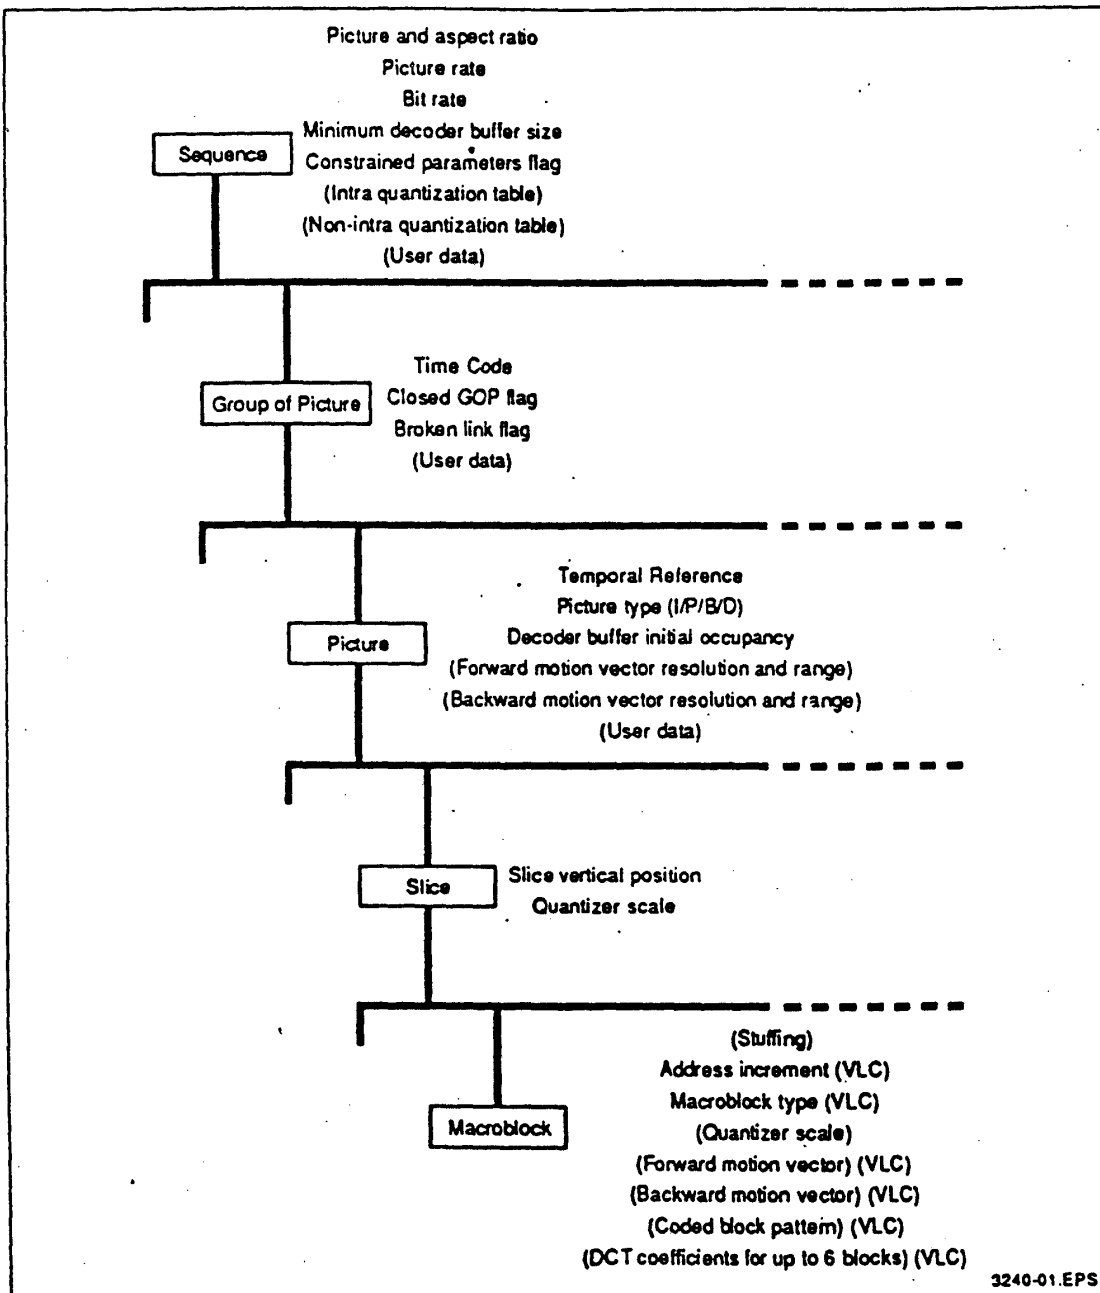 Picture and aspect ratio
Picture rate
Bit rate
Minimum decoder buffer size
Sequence
Constrained parameters flag
(Intra quantization table)
(Non-intra quantization table)
(User data)
Time Code
Group of Picture
Closed GOP flag
Broken link flag
(User data)
Temporal Reference
Picture type (I/P/B/D)
Picture
Decoder buffer initial occupancy
(Forward motion vector resolution and range)
(Backward motion vector resolution and range)
(User data)
Slice
Slice vertical position
Quantizer scale
(Stuffing)
Address increment (VLC)
Macroblock type (VLC)
Macroblock
(Quantizer scale)
(Forward motion vector) (VLC)
(Backward motion vector) (VLC)
(Coded block pattern) (VLC)
(DCT coefficients for up to 6 blocks) (VLC)
3240-01.EPS